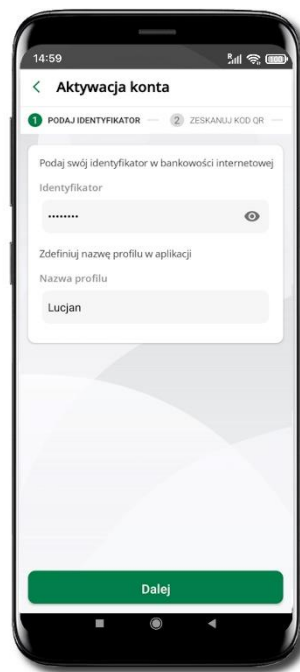 14:59
Aktywacja konta
1 PODAJ IDENTYFIKATOR
2 ZESKANUJ KOD QR
Podaj swój identyfikator w bankowości internetowej
Identyfikator
••••••••
Zdefiniuj nazwę profilu w aplikacji
Nazwa profilu
Lucjan
Dalej